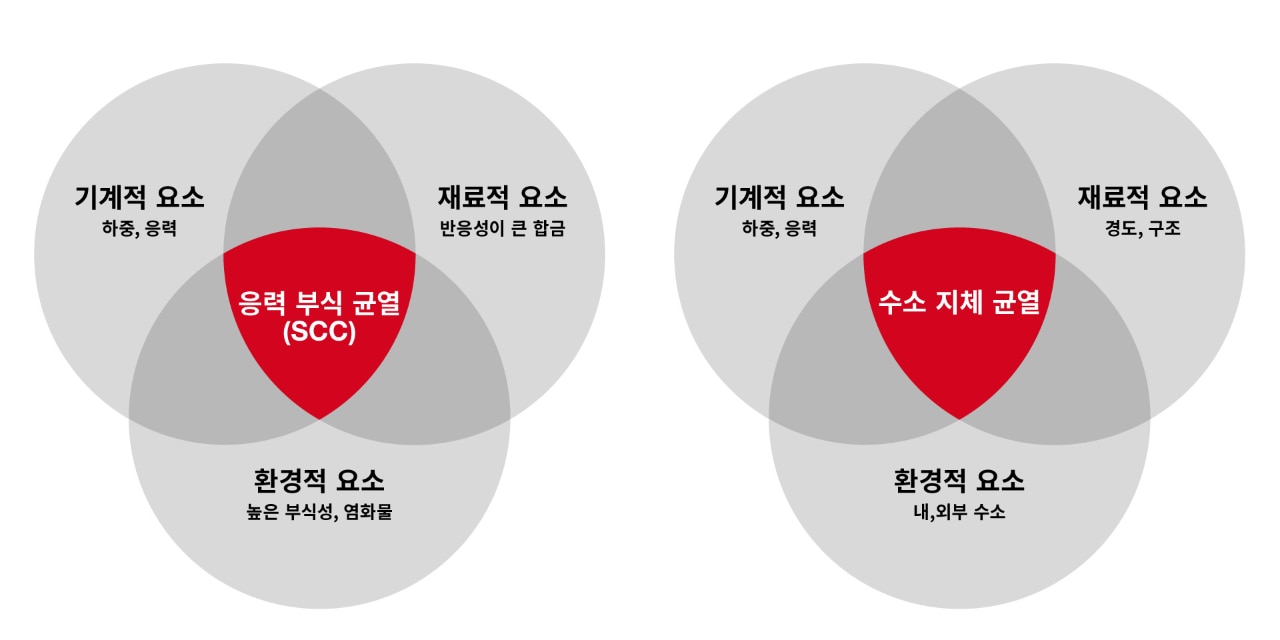 기계적 요소
하중, 응력
재료적 요소
반응성이 큰 합금
응력 부식 균열
(SCC)
환경적 요소
높은 부식성, 염화물
기계적 요소
하중, 응력
재료적 요소
경도, 구조
수소 지체 균열
환경적 요소
내,외부 수소